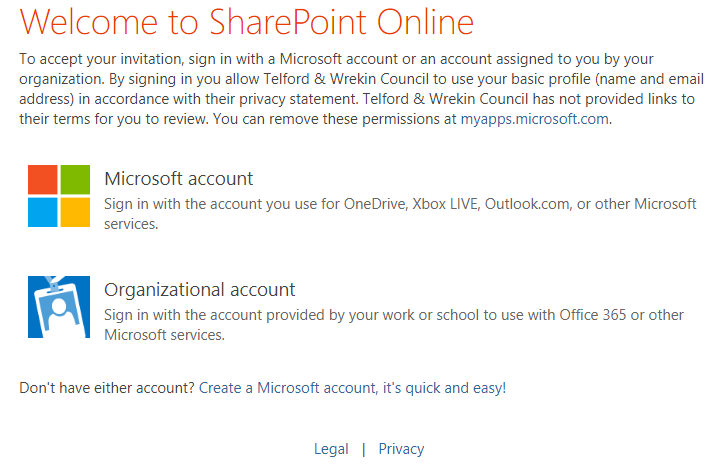 Welcome to SharePoint Online
To accept your invitation, sign in with a Microsoft account or an account assigned to you by your
organization. By signing in you allow Telford & Wrekin Council to use your basic profile (name and email
address) in accordance with their privacy statement. Telford & Wrekin Council has not provided links to
their terms for you to review. You can remove these permissions at myapps.microsoft.com.
Microsoft account
Sign in with the account you use for OneDrive, Xbox LIVE, Outlook.com, or other Microsoft
services.
Organizational account
Sign in with the account provided by your work or school to use with Office 365 or other
Microsoft services.
Don't have either account? Create a Microsoft account, it's quick and easy!
Legal | Privacy